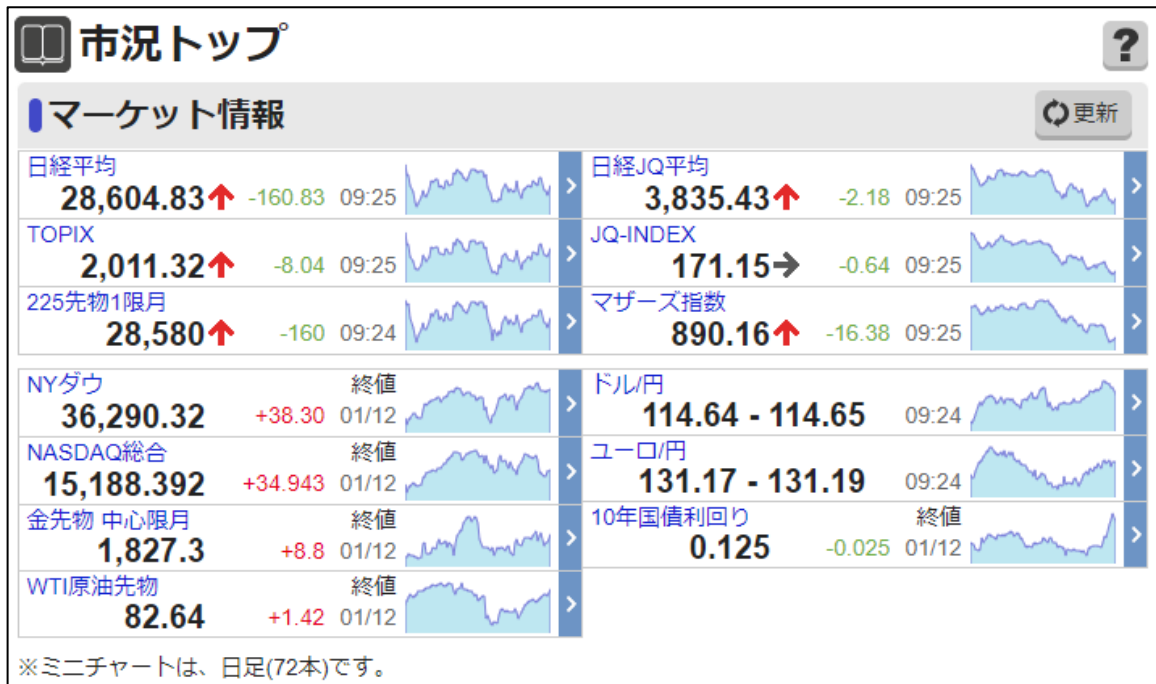 市況トップ
?
マーケット情報
更新
日経平均
28,604.83 -160.83 09:25
日経JQ平均
3,835.43 -2.18 09:25
TOPIX
2,011.32 -8.04 09:25
JQ-INDEX
171.15 -0.64 09:25
225先物1限月
28,580 -160 09:24
マザーズ指数
890.16 -16.38 09:25
NYダウ 終値
36,290.32 +38.30 01/12
ドル/円
114.64 - 114.65 09:24
NASDAQ総合 終値
15,188.392 +34.943 01/12
ユーロ/円
131.17 - 131.19 09:24
金先物 中心限月 終値
1,827.3 +8.8 01/12
10年国債利回り 終値
0.125 -0.025 01/12
WTI原油先物 終値
82.64 +1.42 01/12
※ミニチャートは、日足(72本)です。